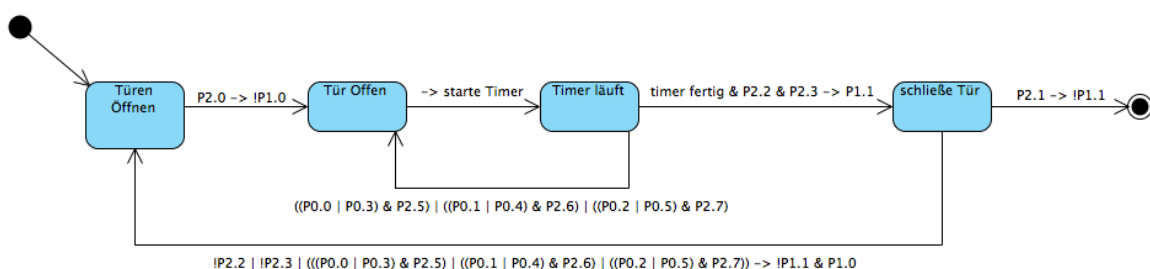 Türen
Öffnen
P2.0 -> !P1.0
Tür Offen
-> starte Timer
Timer läuft
timer fertig & P2.2 & P2.3 -> P1.1
schließe Tür
P2.1 -> !P1.1
((P0.0 | P0.3) & P2.5) | ((P0.1 | P0.4) & P2.6) | ((P0.2 | P0.5) & P2.7)
!P2.2 | !P2.3 | (((P0.0 | P0.3) & P2.5) | ((P0.1 | P0.4) & P2.6) | ((P0.2 | P0.5) & P2.7)) -> !P1.1 & P1.0